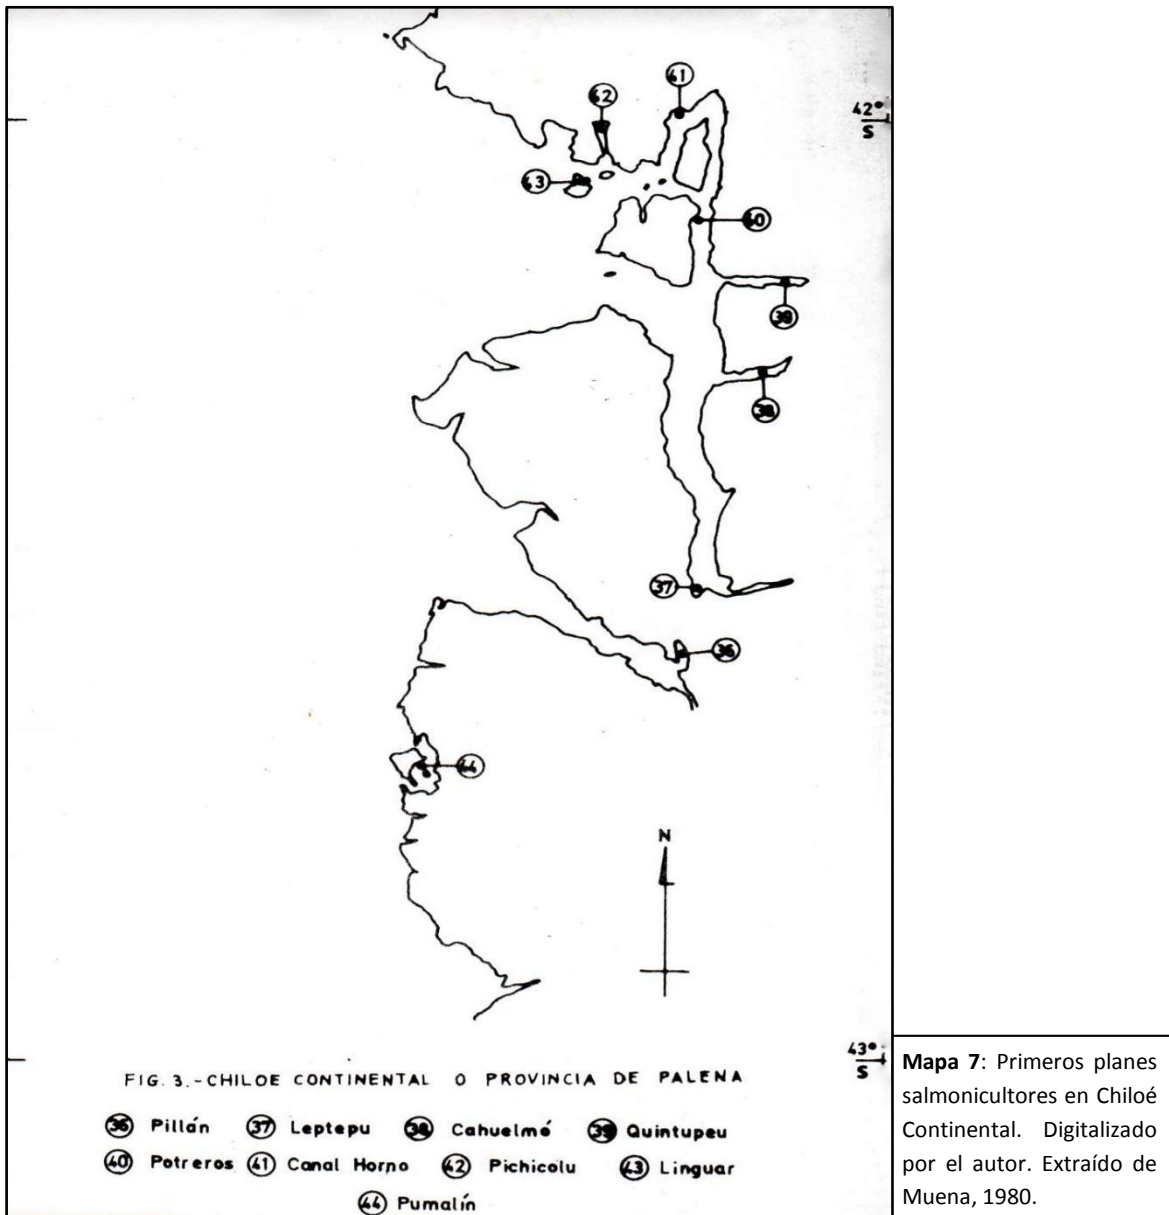 41
42
42°
S
43
40
39
38
37
36
44
N
43°
S
FIG. 3.-CHILOE CONTINENTAL O PROVINCIA DE PALENA
36 Pillán 37 Leptepu 38 Cahuelmó 39 Quintupeu
40 Potreros 41 Canal Horno 42 Pichicolu 43 Linguar
44 Pumalín
Mapa 7: Primeros planes
salmonicultores en Chiloé
Continental. Digitalizado
por el autor. Extraído de
Muena, 1980.